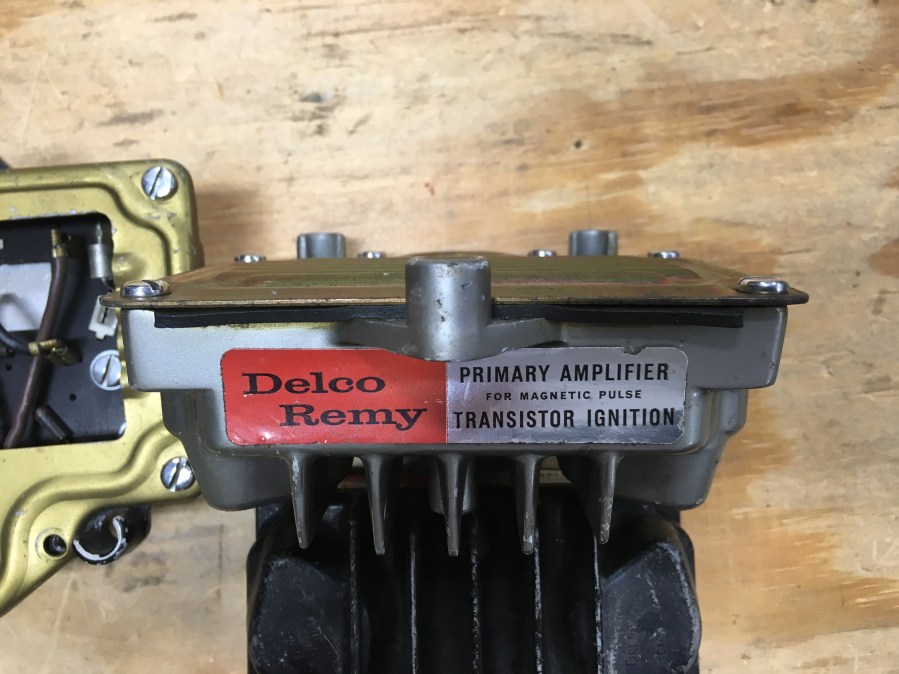 Delco
Remy
PRIMARY AMPLIFIER
FOR MAGNETIC PULSE
TRANSISTOR IGNITION